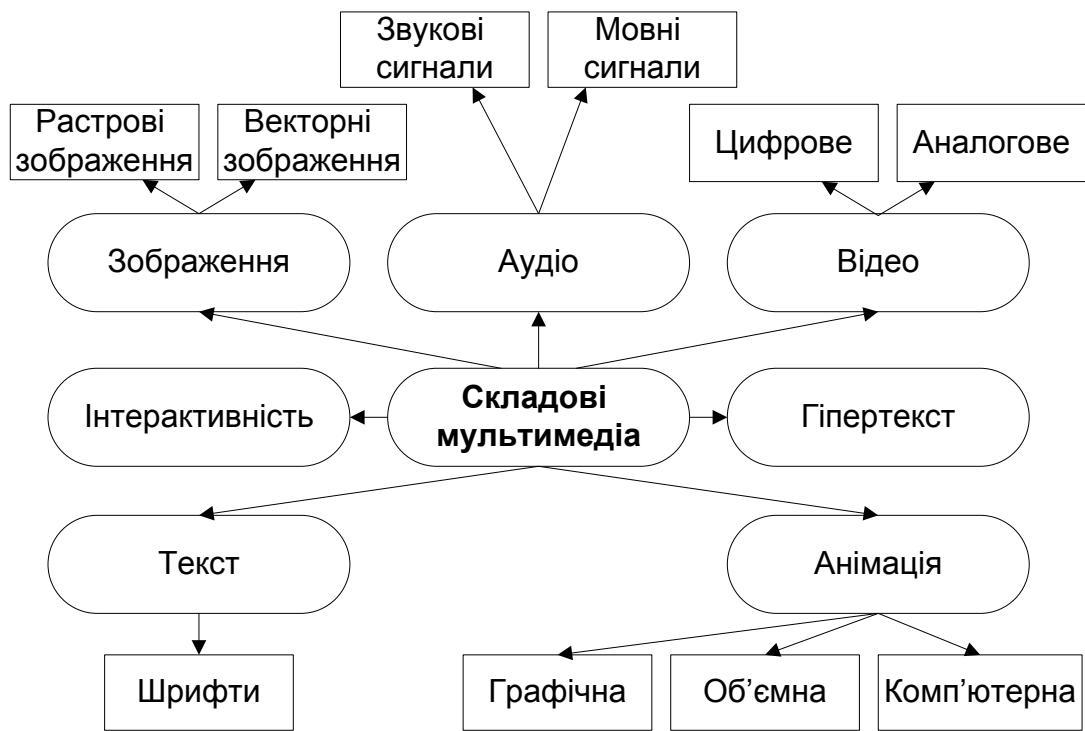 Звукові
сигнали
Мовні
сигнали
Растрові
зображення
Векторні
зображення
Цифрове
Аналогове
Зображення
Аудіо
Відео
Інтерактивність
Складові
мультимедіа
Гіпертекст
Текст
Анімація
Шрифти
Графічна
Об’ємна
Комп’ютерна